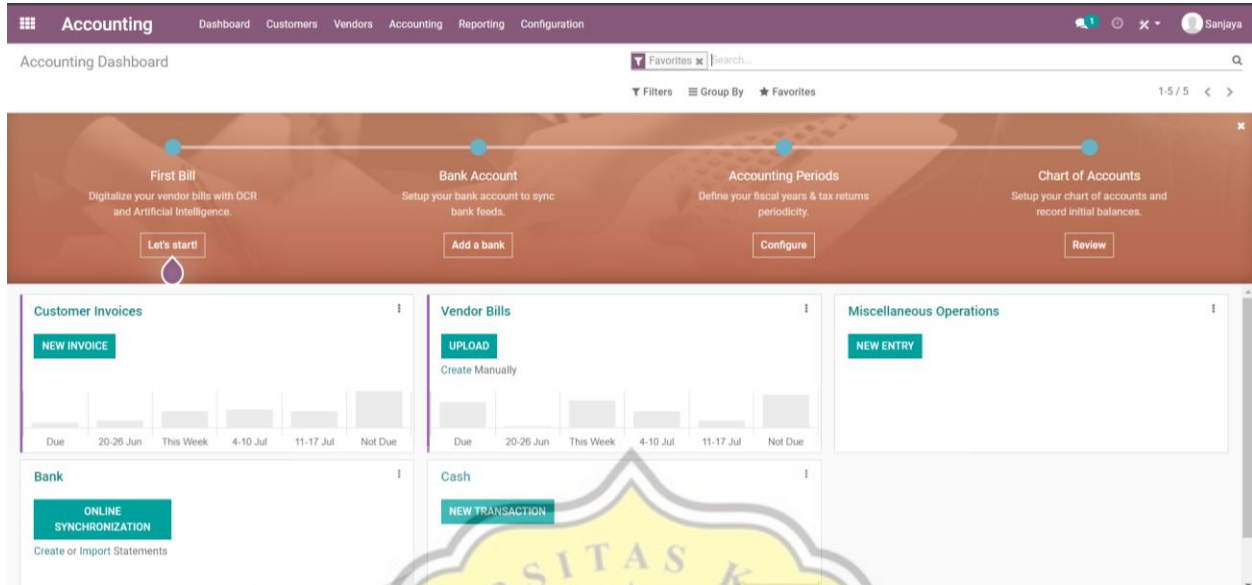 Accounting Dashboard Customers Vendors Accounting Reporting Configuration 1 Sanjaya
Accounting Dashboard Favorites × Search...
Filters Group By Favorites 1-5 / 5
First Bill
Digitalize your vendor bills with OCR
and Artificial Intelligence.
Let's start!
Bank Account
Setup your bank account to sync
bank feeds.
Add a bank
Accounting Periods
Define your fiscal years & tax returns
periodicity.
Configure
Chart of Accounts
Setup your chart of accounts and
record initial balances.
Review
Customer Invoices
NEW INVOICE
Due 20-26 Jun This Week 4-10 Jul 11-17 Jul Not Due
Vendor Bills
UPLOAD
Create Manually
Due 20-26 Jun This Week 4-10 Jul 11-17 Jul Not Due
Miscellaneous Operations
NEW ENTRY
Bank
ONLINE
SYNCHRONIZATION
Create or Import Statements
Cash
NEW TRANSACTION
RSITAS K